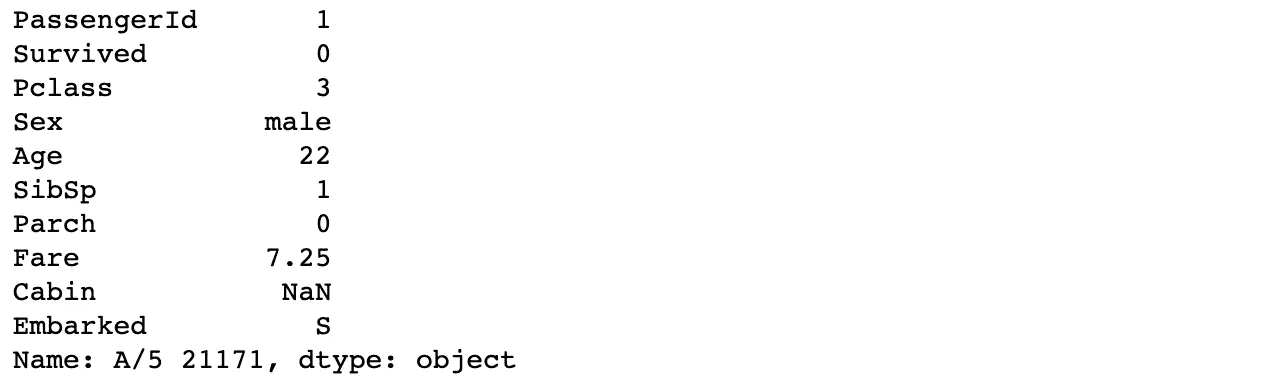 PassengerId       1
Survived          0
Pclass            3
Sex            male
Age              22
SibSp             1
Parch             0
Fare           7.25
Cabin           NaN
Embarked          S
Name: A/5 21171, dtype: object